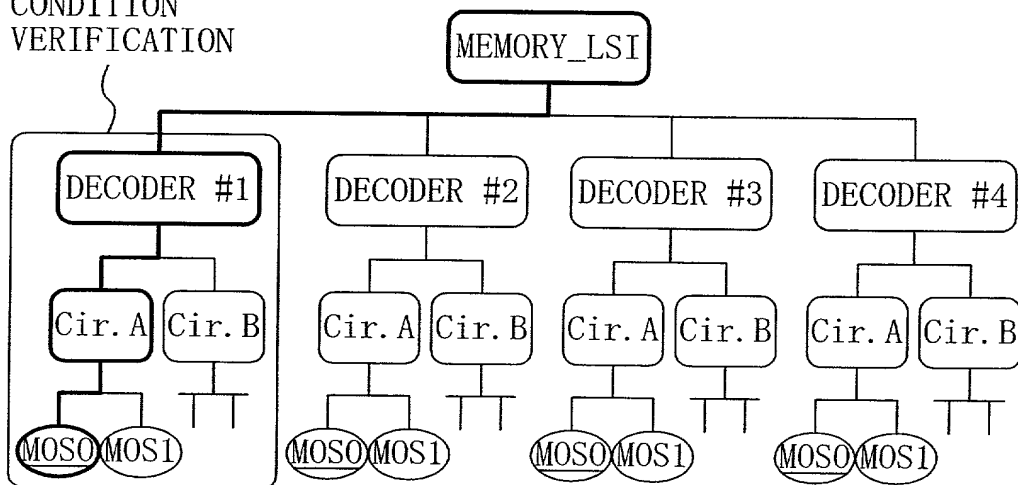 CONDITION
VERIFICATION
MEMORY_LSI
DECODER #1 DECODER #2 DECODER #3 DECODER #4
Cir. A Cir. B Cir. A Cir. B Cir. A Cir. B Cir. A Cir. B
MOS0 MOS1 MOS0 MOS1 MOS0 MOS1 MOS0 MOS1